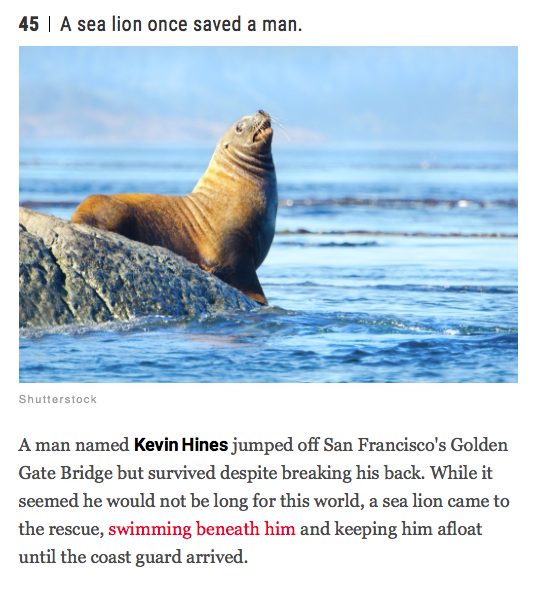 45 | A sea lion once saved a man.
Shutterstock
A man named Kevin Hines jumped off San Francisco's Golden
Gate Bridge but survived despite breaking his back. While it
seemed he would not be long for this world, a sea lion came to
the rescue, swimming beneath him and keeping him afloat
until the coast guard arrived.